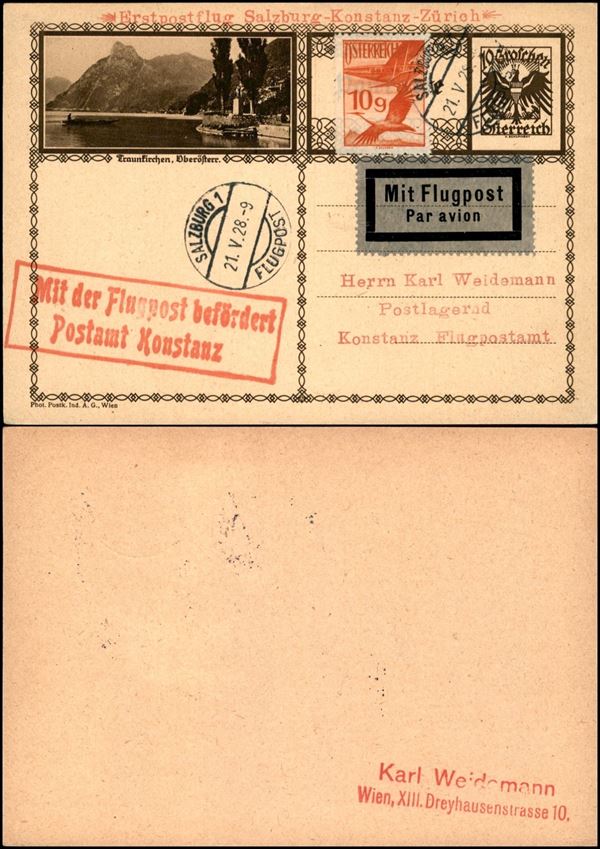 Erstpostflug Salzburg-Konstanz-Zürich
ÖSTERREICH
10 g
10 Groschen
Österreich
SALZBURG
21. V. 28
Traunkirchen, Oberösterr.
Mit Flugpost
Par avion
SALZBURG 1
21. V. 28.-9
FLUGPOST
Herrn Karl Weidemann
Postlagernd
Konstanz Flugpostamt.
Mit der Flugpost befördert
Postamt Konstanz
Phot. Postk. Ind. A. G., Wien
Karl Weidemann
Wien, XIII. Dreyhausenstrasse 10.